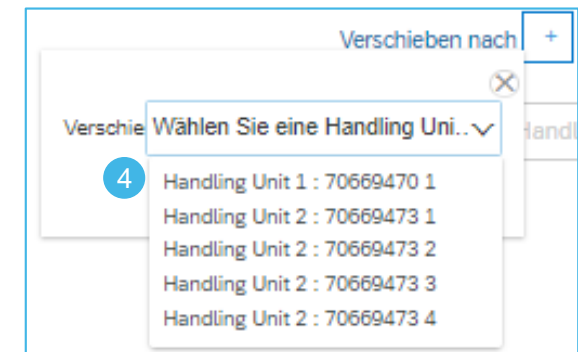 Verschieben nach +
Verschie Wählen Sie eine Handling Uni.. Handl
4
Handling Unit 1 : 70669470 1
Handling Unit 2 : 70669473 1
Handling Unit 2 : 70669473 2
Handling Unit 2 : 70669473 3
Handling Unit 2 : 70669473 4